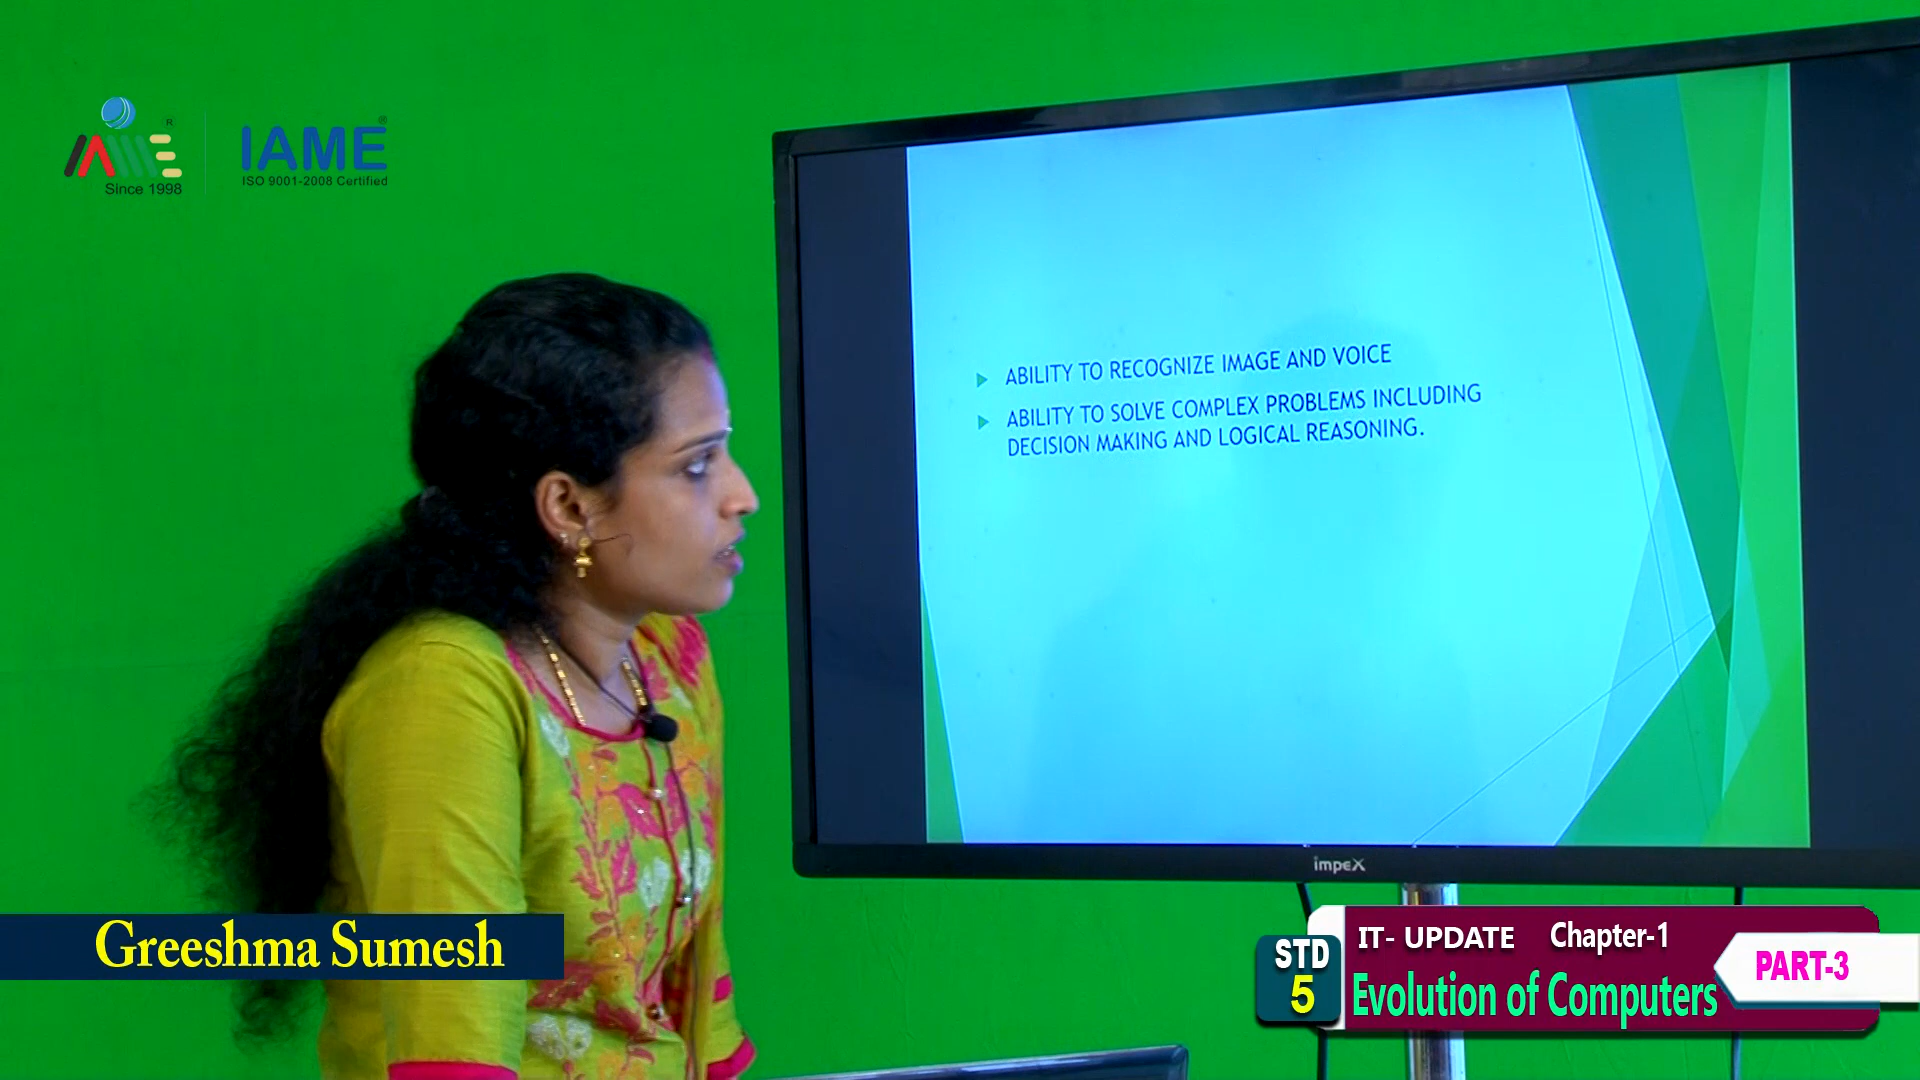 R
Since 1998
IAME ®
ISO 9001-2008 Certified
ABILITY TO RECOGNIZE IMAGE AND VOICE
ABILITY TO SOLVE COMPLEX PROBLEMS INCLUDING
DECISION MAKING AND LOGICAL REASONING.
impex
Greeshma Sumesh
STD
5
IT- UPDATE Chapter-1
Evolution of Computers
PART-3